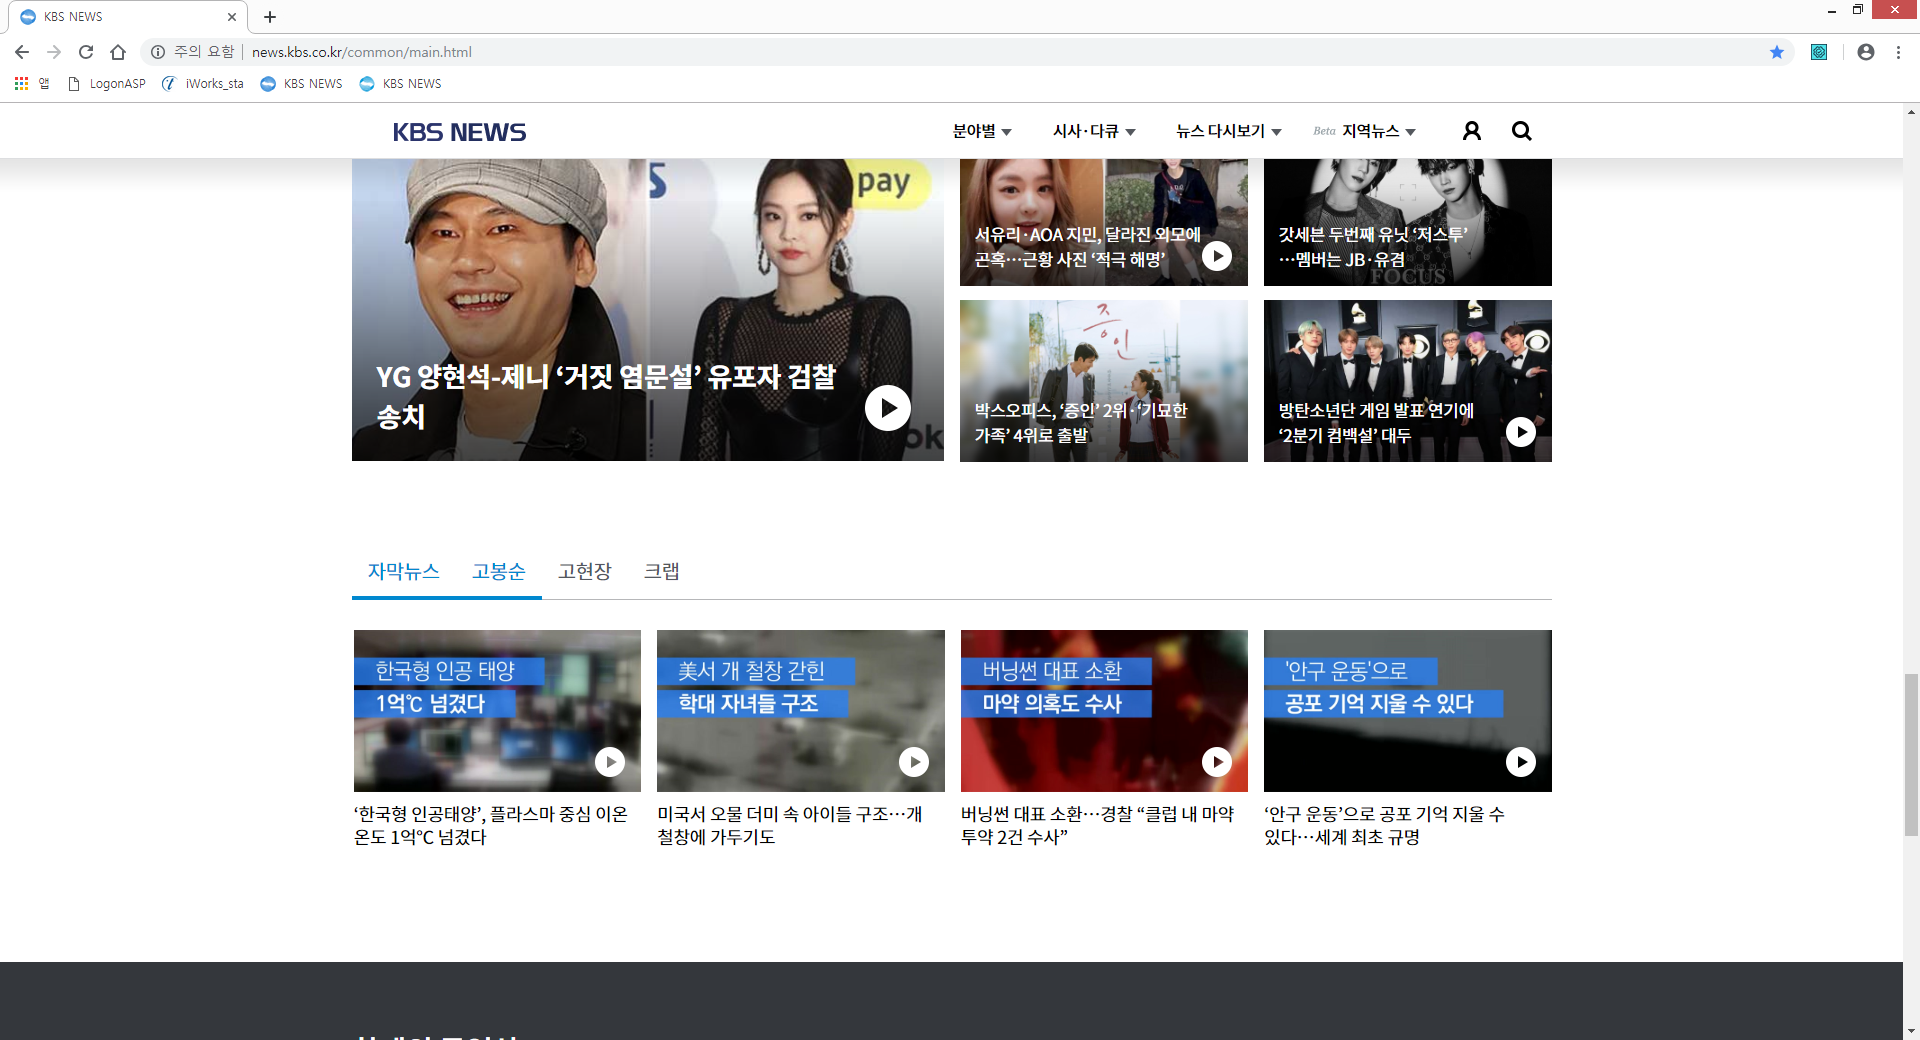 KBS NEWS
주의 요함 | news.kbs.co.kr/common/main.html
앱 LogonASP iWorks_sta KBS NEWS KBS NEWS
KBS NEWS 분야별 시사·다큐 뉴스 다시보기 Beta 지역뉴스
pay
YG 양현석-제니 ‘거짓 염문설’ 유포자 검찰
송치
서유리·AOA 지민, 달라진 외모에
곤혹…근황 사진 ‘적극 해명’
갓세븐 두번째 유닛 ‘저스투’
…멤버는 JB·유겸
FOCUS
증인
박스오피스, ‘증인’ 2위·‘기묘한
가족’ 4위로 출발
방탄소년단 게임 발표 연기에
‘2분기 컴백설’ 대두
자막뉴스 고봉순 고현장 크랩
한국형 인공 태양
1억℃ 넘겼다
‘한국형 인공태양’, 플라스마 중심 이온
온도 1억℃ 넘겼다
美서 개 철창 갇힌
학대 자녀들 구조
미국서 오물 더미 속 아이들 구조…개
철창에 가두기도
버닝썬 대표 소환
마약 의혹도 수사
버닝썬 대표 소환…경찰 “클럽 내 마약
투약 2건 수사”
'안구 운동'으로
공포 기억 지울 수 있다
‘안구 운동’으로 공포 기억 지울 수
있다…세계 최초 규명